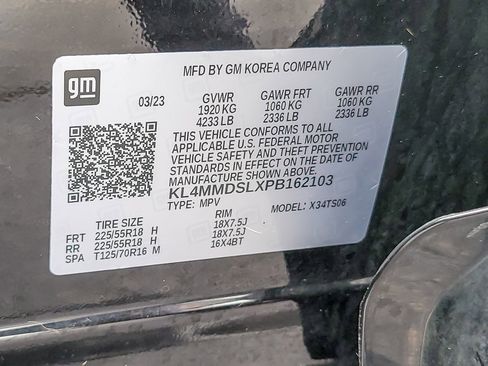 gm
MFD BY GM KOREA COMPANY
03/23 GVWR GAWR FRT GAWR RR
1920 KG 1060 KG 1060 KG
4233 LB 2336 LB 2336 LB
THIS VEHICLE CONFORMS TO ALL
APPLICABLE U.S. FEDERAL MOTOR
VEHICLE SAFETY AND THEFT PREVENTION
STANDARDS IN EFFECT ON THE DATE OF
MANUFACTURE SHOWN ABOVE.
KL4MMDSLXPB162103
TYPE: MPV MODEL: X34TS06
TIRE SIZE RIM
FRT 225/55R18 H 18X7.5J
RR 225/55R18 H 18X7.5J
SPA T125/70R16 M 16X4BT